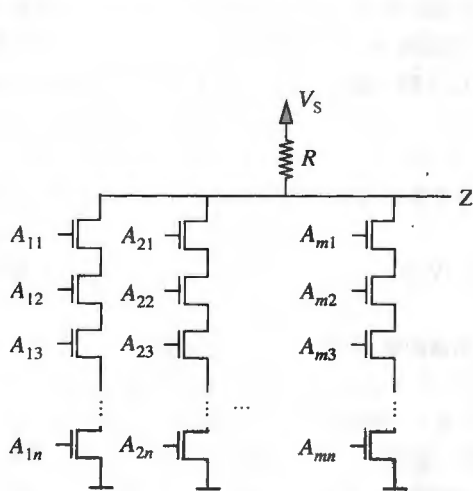 V_S
R
Z
A_11 A_21 A_m1
A_12 A_22 A_m2
A_13 A_23 A_m3
... ... ... ...
A_1n A_2n A_mn